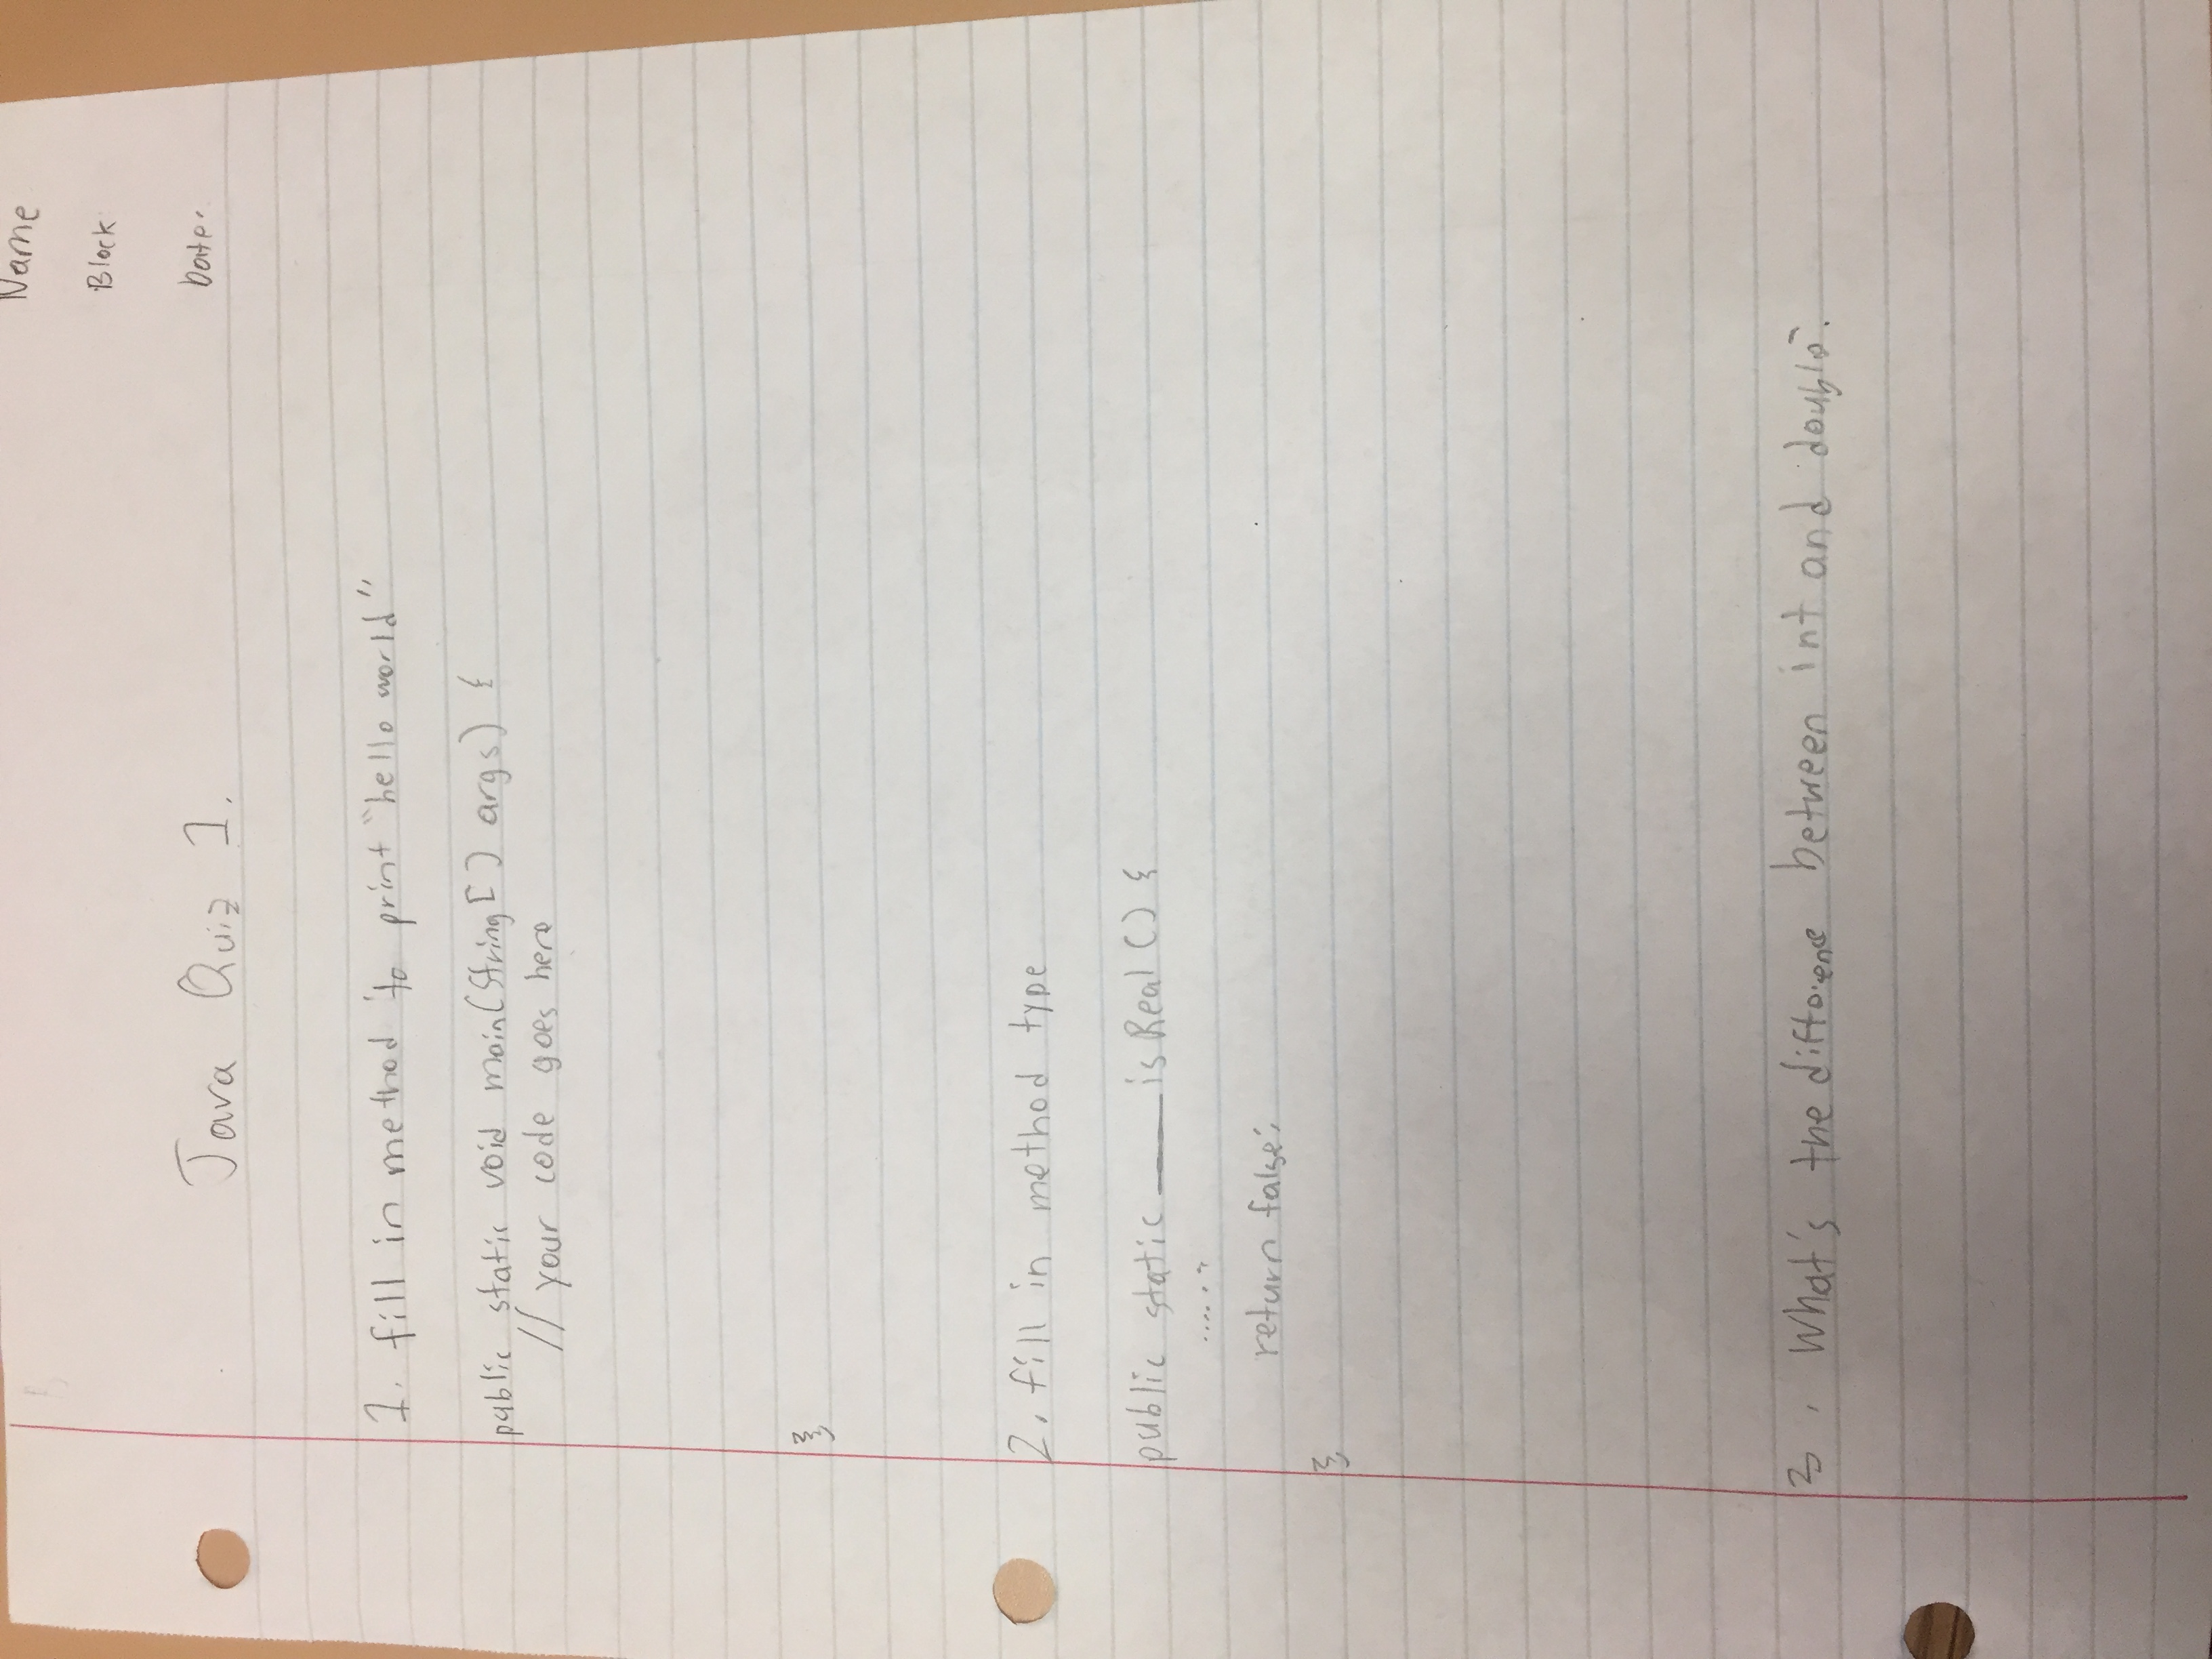 Name
Block
Date.
Java Quiz 1.
1. fill in method to print "hello world"
public static void main(String[] args) {
// your code goes here
}
2. fill in method type
public static ____ isReal() {
......
return false;
}
3. What's the difference between int and double?